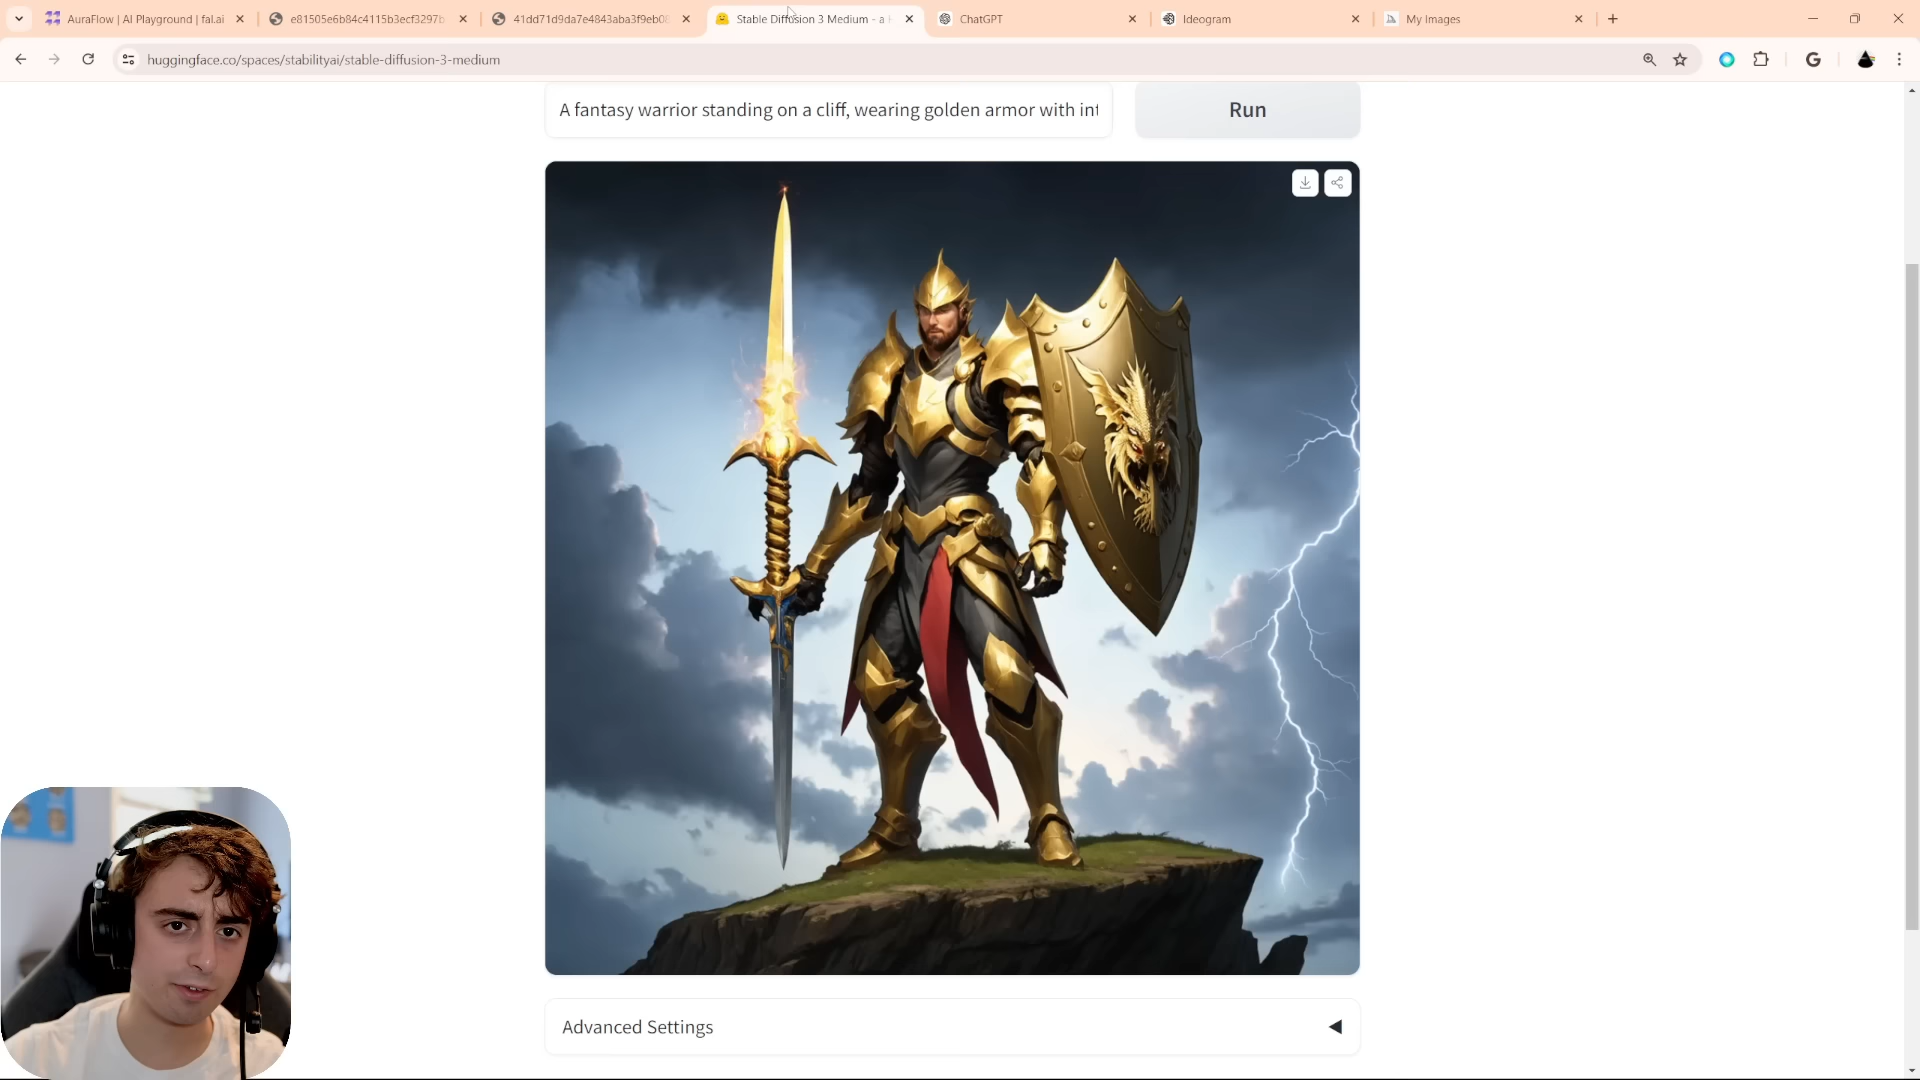 AuraFlow | AI Playground | fal.ai
e81505e6b84c4115b3ecf3297b
41dd71d9da7e4843aba3f9eb08
Stable Diffusion 3 Medium - a
ChatGPT
Ideogram
My Images
huggingface.co/spaces/stabilityai/stable-diffusion-3-medium
A fantasy warrior standing on a cliff, wearing golden armor with int
Run
Advanced Settings